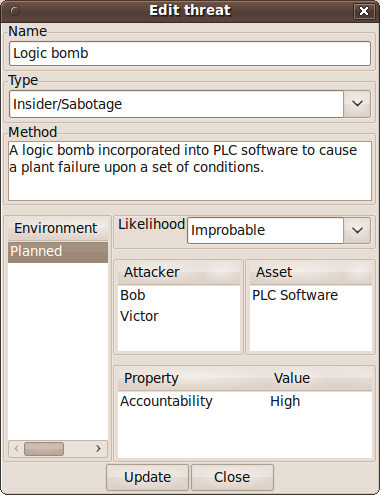 Edit threat
Name
Logic bomb
Type
Insider/Sabotage
Method
A logic bomb incorporated into PLC software to cause
a plant failure upon a set of conditions.
Environment
Planned
Likelihood Improbable
Attacker Asset
Bob PLC Software
Victor
Property Value
Accountability High
Update Close